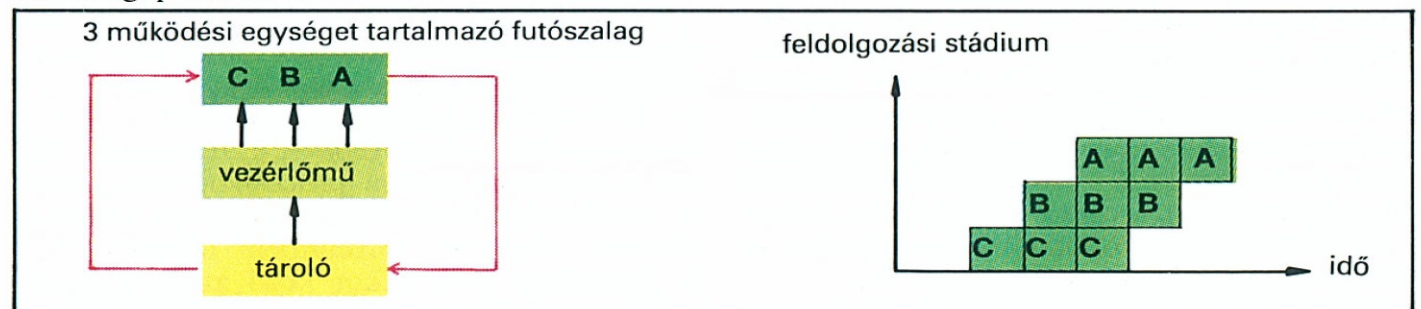 3 működési egységet tartalmazó futószalag
C B A
vezérlőmű
tároló
feldolgozási stádium
A A A
B B B
C C C
idő